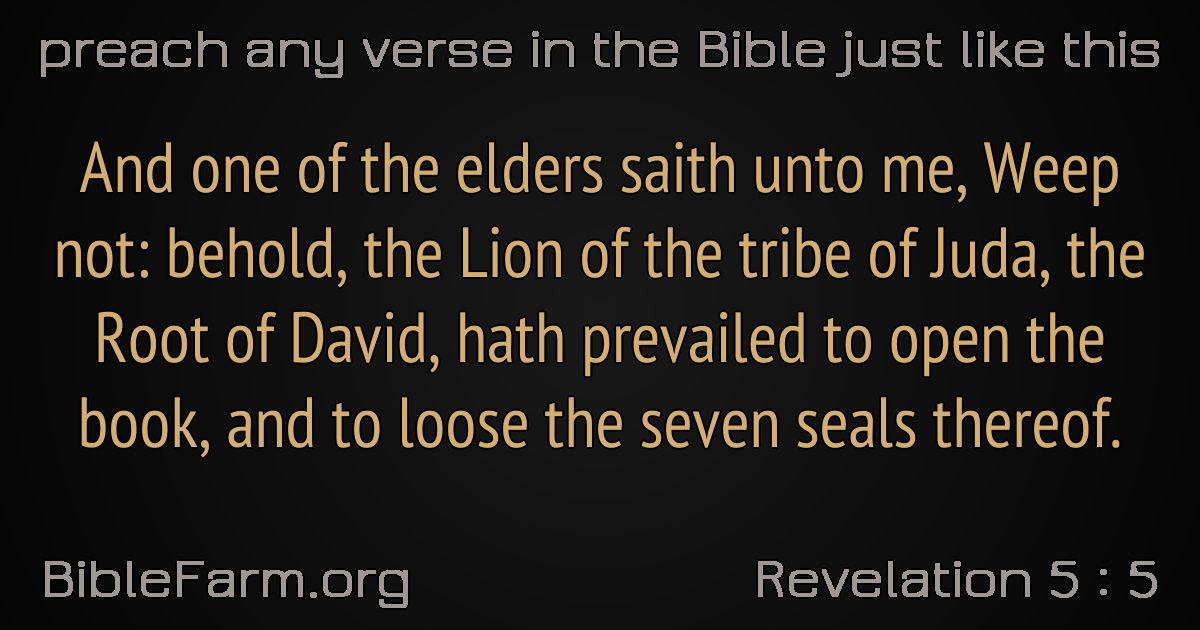 preach any verse in the Bible just like this
And one of the elders saith unto me, Weep
not: behold, the Lion of the tribe of Juda, the
Root of David, hath prevailed to open the
book, and to loose the seven seals thereof.
BibleFarm.org
Revelation 5 : 5